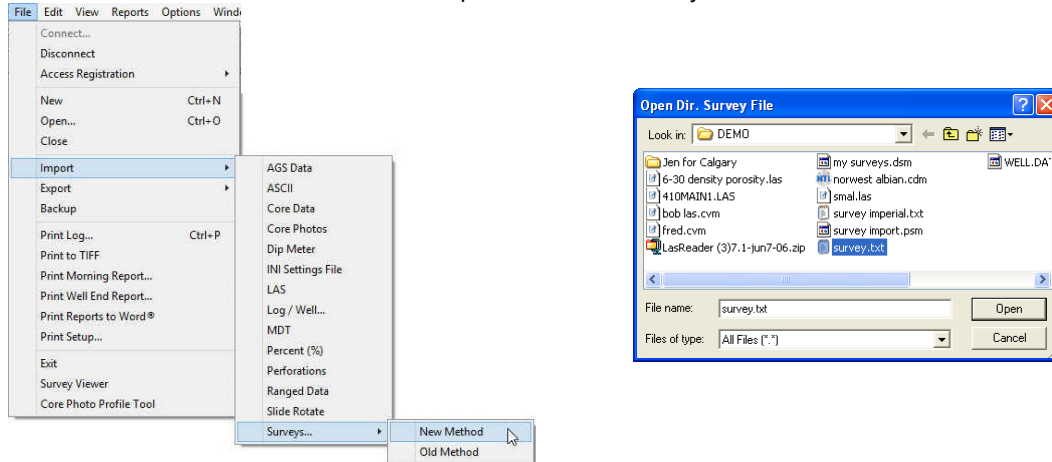 File Edit View Reports Options
Connect...
Disconnect
Access Registration
New Ctrl+N
Open... Ctrl+O
Close
Import
Export
Backup
Print Log... Ctrl+P
Print to TIFF
Print Morning Report...
Print Well End Report...
Print Reports to Word®
Print Setup...
Exit
Survey Viewer
Core Photo Profile Tool
AGS Data
ASCII
Core Data
Core Photos
Dip Meter
INI Settings File
LAS
Log / Well...
MDT
Percent (%)
Perforations
Ranged Data
Slide Rotate
Surveys...
New Method
Old Method
Open Dir. Survey File
Look in: DEMO
Jen for Calgary
6-30 density porosity.las
410MAIN1.LAS
bob las.cvm
fred.cvm
LasReader (3)7.1-jun7-06.zip
my surveys.dsm
norwest albian.cdm
smal.las
survey imperial.txt
survey import.psm
survey.txt
WELL.DA
File name: survey.txt Open
Files of type: All Files (*.*) Cancel